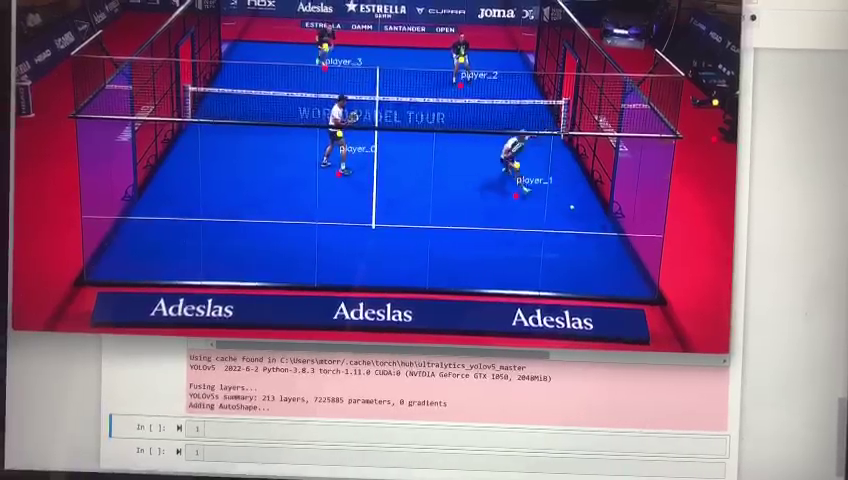 Adeslas
ESTRELLA
DAMM
CUPRA
Joma
ESTRELLA DAMM SANTANDER OPEN
player_3
player_2
WORLD PADEL TOUR
player_0
player_1
Adeslas Adeslas Adeslas
Using cache found in C:\Users\mtorr/.cache\torch\hub\ultralytics_yolov5_master
YOLOv5 2022-6-2 Python-3.8.3 torch-1.11.0 CUDA:0 (NVIDIA GeForce GTX 1050, 2048MiB)
Fusing layers...
YOLOv5s summary: 213 layers, 7225885 parameters, 0 gradients
Adding AutoShape...
In [ ]: 1
In [ ]: 1